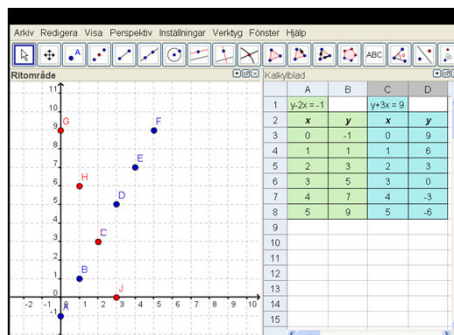 Arkiv Redigera Visa Perspektiv Inställningar Verktyg Fönster Hjälp
A
ABC
Ritområde
Kalkylblad
11
10
9
8
7
6
5
4
3
2
1
0
-1
-2
-2 -1 0 1 2 3 4 5 6 7 8 9 10
G
F
H
E
D
C
B
J
A
A B C D
1 y-2x = -1 y+3x = 9
2 x y x y
3 0 -1 0 9
4 1 1 1 6
5 2 3 2 3
6 3 5 3 0
7 4 7 4 -3
8 5 9 5 -6
9
10
11
12
13
14
15